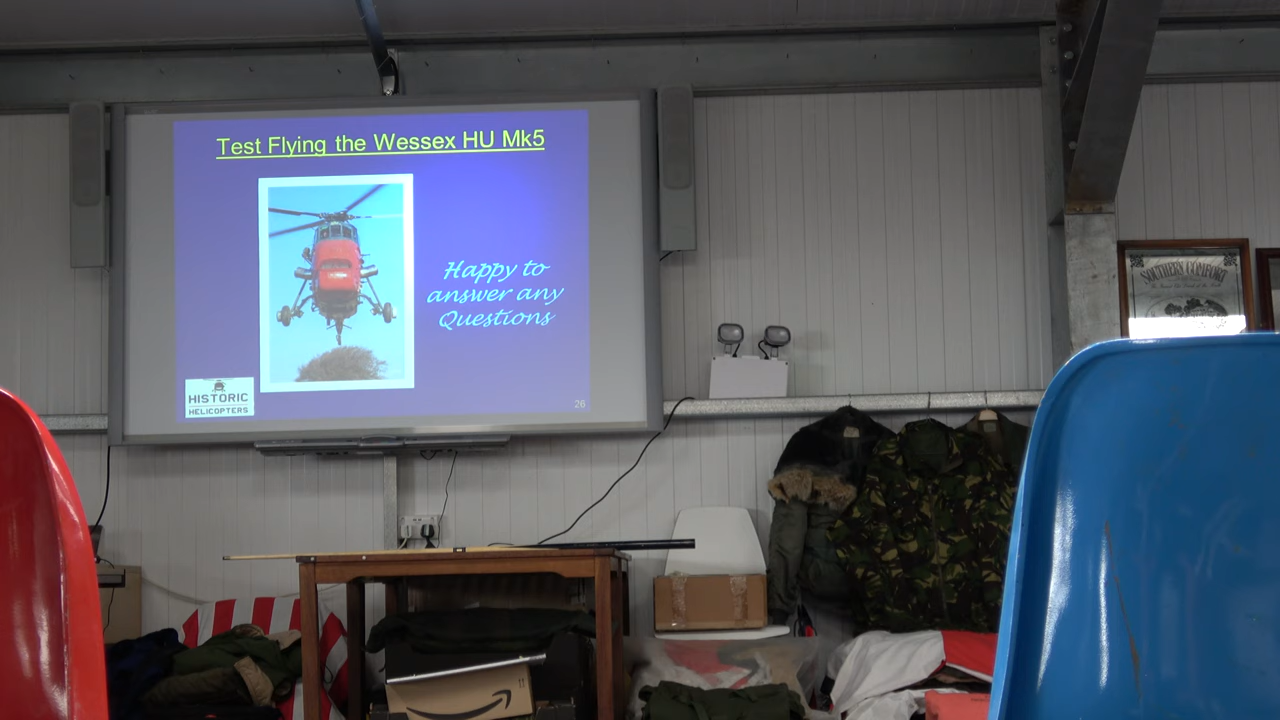 Test Flying the Wessex HU Mk5
Happy to
answer any
Questions
HISTORIC
HELICOPTERS
26
SOUTHERN COMFORT